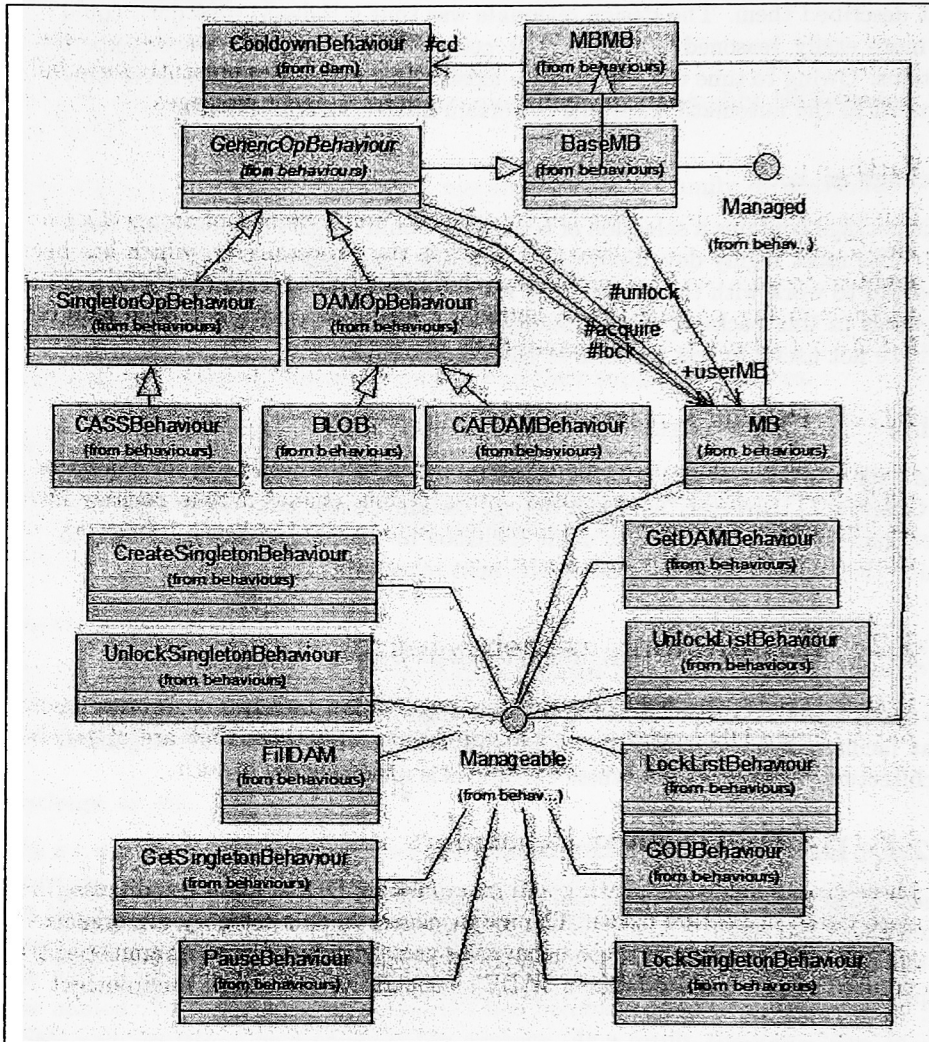 CooldownBehaviour
(from dam)
#cd
MBMB
(from behaviours)
GenericOpBehaviour
(from behaviours)
BaseMB
(from behaviours)
Managed
(from behav...)
SingletonOpBehaviour
(from behaviours)
DAMOpBehaviour
(from behaviours)
#unlock
#acquire
#lock
+userMB
CASSBehaviour
(from behaviours)
BLOB
(from behaviours)
CAFDAMBehaviour
(from behaviours)
MB
(from behaviours)
CreateSingletonBehaviour
(from behaviours)
GetDAMBehaviour
(from behaviours)
UnlockSingletonBehaviour
(from behaviours)
UnlockListBehaviour
(from behaviours)
FillDAM
(from behaviours)
Manageable
(from behav...)
LockListBehaviour
(from behaviours)
GetSingletonBehaviour
(from behaviours)
GOBBehaviour
(from behaviours)
PauseBehaviour
(from behaviours)
LockSingletonBehaviour
(from behaviours)